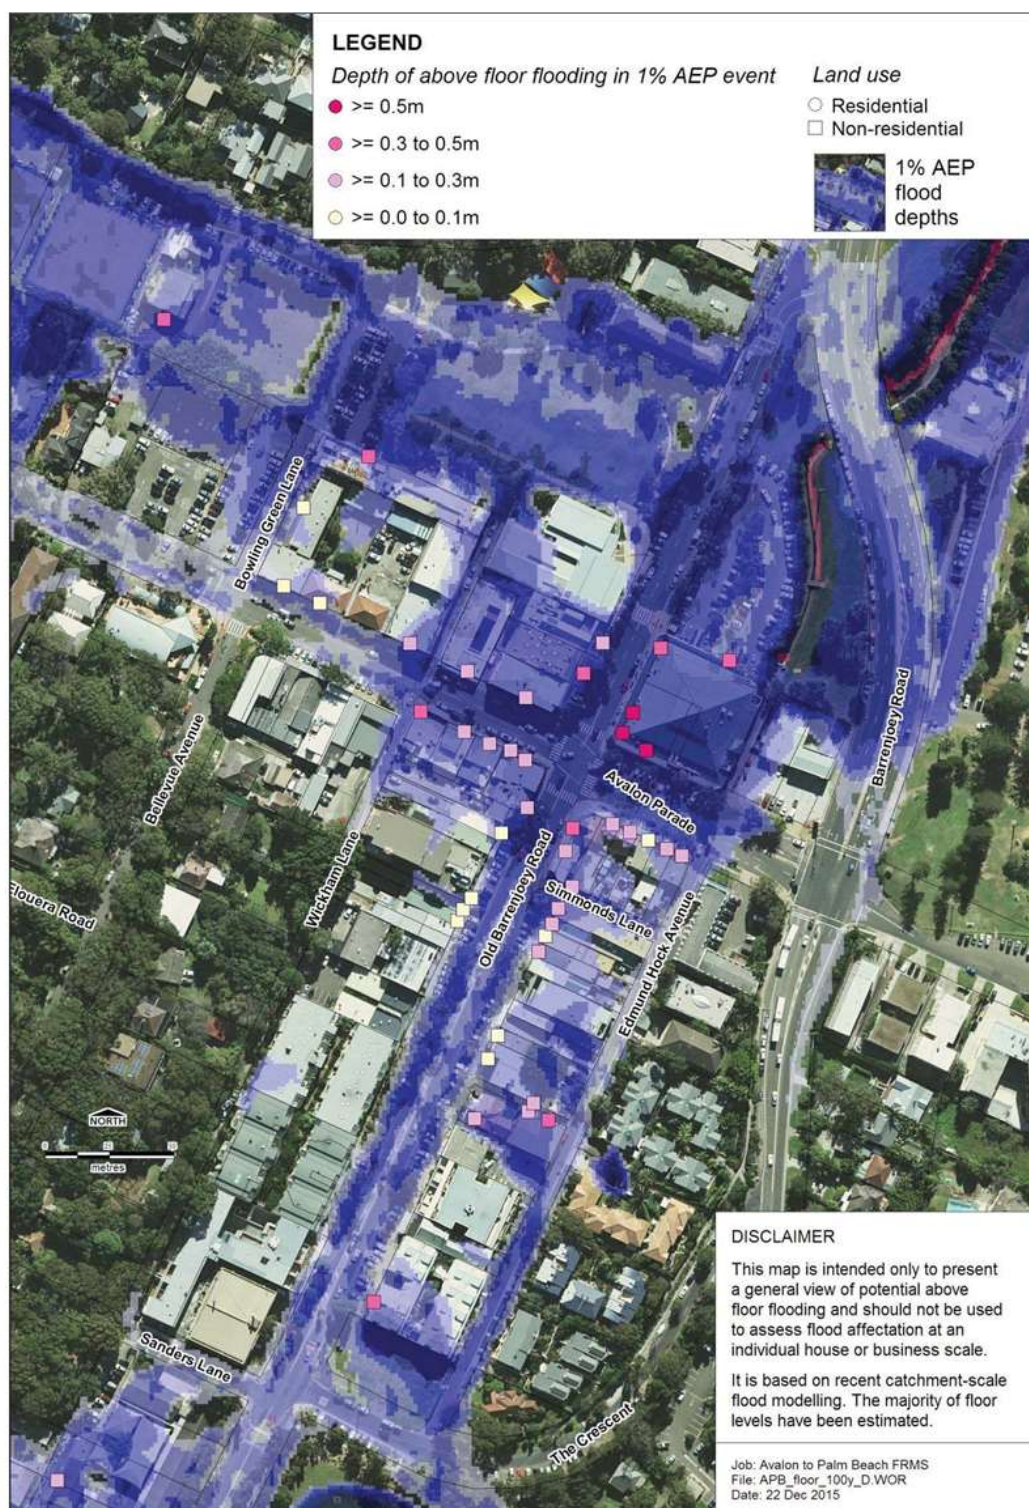 LEGEND
Depth of above floor flooding in 1% AEP event
>= 0.5m
>= 0.3 to 0.5m
>= 0.1 to 0.3m
>= 0.0 to 0.1m
Land use
Residential
Non-residential
1% AEP
flood
depths
Bowling Green Lane
Bellevue Avenue
Barrenjoey Road
Avalon Parade
Wickham Lane
Old Barrenjoey Road
Simmonds Lane
Elouera Road
Edmund Hock Avenue
NORTH
metres
Sanders Lane
The Crescent
DISCLAIMER
This map is intended only to present
a general view of potential above
floor flooding and should not be used
to assess flood affectation at an
individual house or business scale.
It is based on recent catchment-scale
flood modelling. The majority of floor
levels have been estimated.
Job: Avalon to Palm Beach FRMS
File: APB_floor_100y_D.WOR
Date: 22 Dec 2015